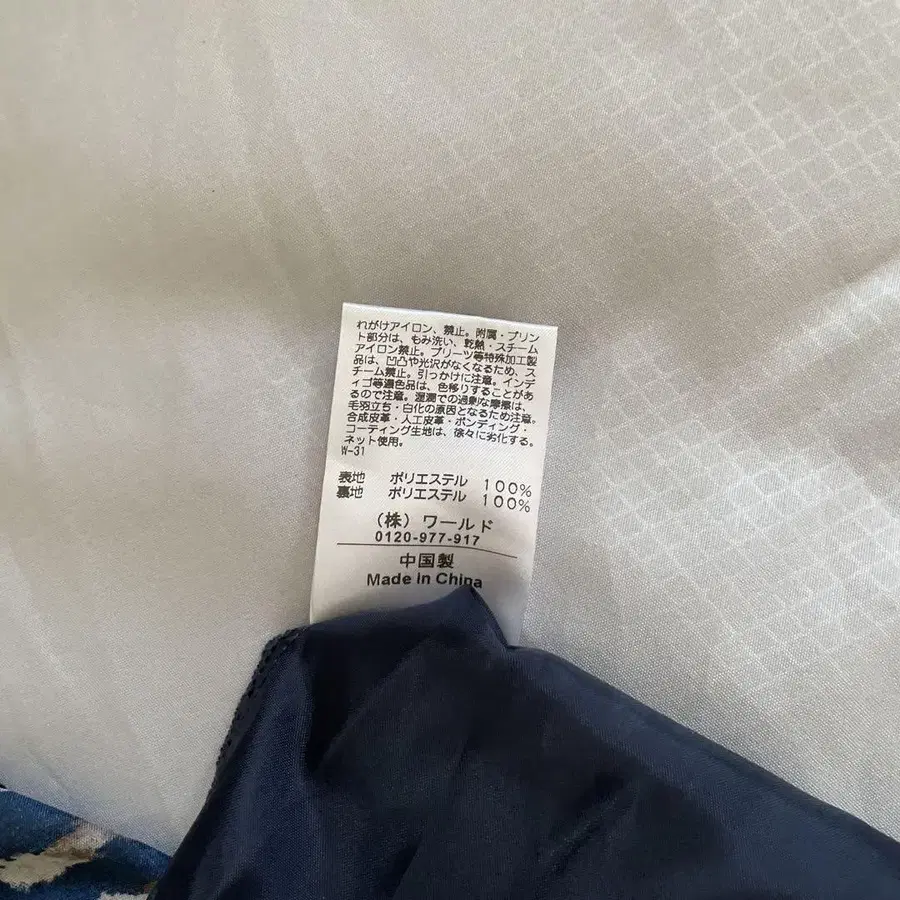 れがけアイロン、禁止。附属・プリン
ト部分は、もみ洗い、乾熱・スチーム
アイロン禁止。プリーツ等特殊加工製
品は、凹凸や光沢がなくなるため、ス
チーム禁止。引っかけに注意。インデ
ィゴ等濃色品は、色移りすることがあ
るので注意。湿潤での過剰な摩擦は、
毛羽立ち・白化の原因となるため注意。
合成皮革・人工皮革・ボンディング・
コーティング生地は、徐々に劣化する。
ネット使用。
W-31
表地 ポリエステル 100%
裏地 ポリエステル 100%
(株)ワールド
0120-977-917
中国製
Made in China